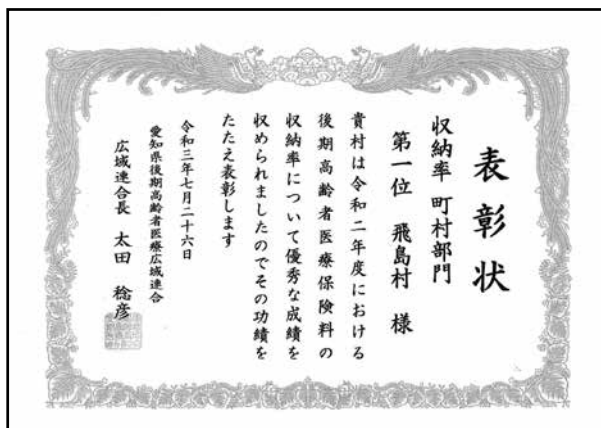 表彰状
収納率 町村部門
第一位 飛島村 様
貴村は令和二年度における
後期高齢者医療保険料の
収納率について優秀な成績を
収められましたのでその功績を
たたえ表彰します
令和三年七月二十六日
愛知県後期高齢者医療広域連合
広域連合長 太田 稔彦